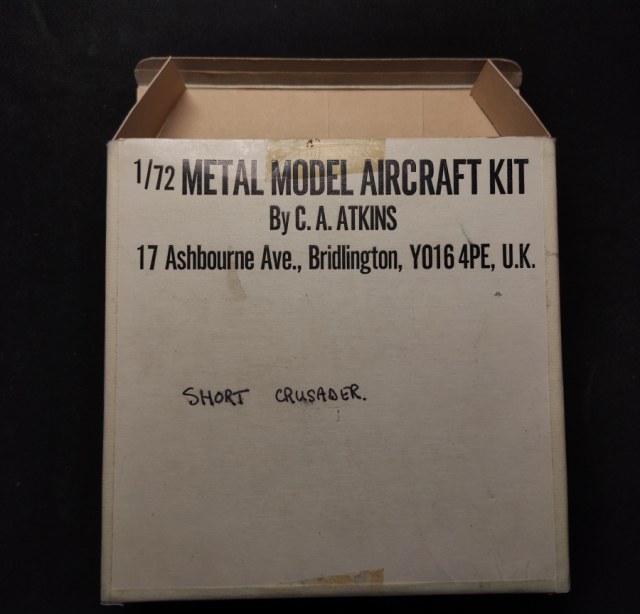 1/72 METAL MODEL AIRCRAFT KIT
By C. A. ATKINS
17 Ashbourne Ave., Bridlington, YO16 4PE, U.K.
SHORT CRUSADER.